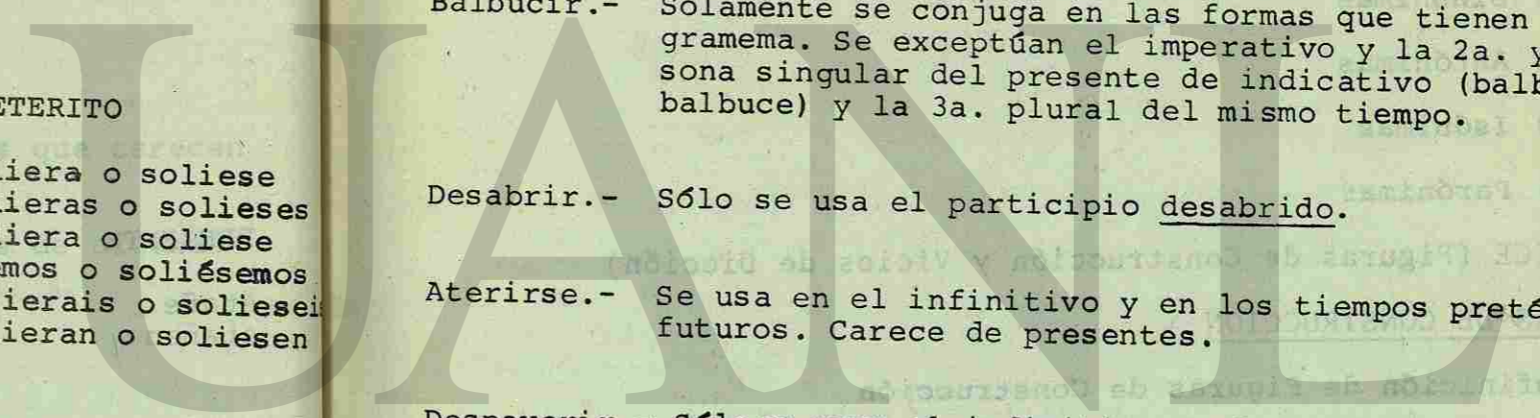 ETERITO
iera o soliese
ieras o solieses
iera o soliese
mos o soliésemos
ierais o soliesei
ieran o soliesen
Balbucir.- Solamente se conjuga en las formas que tienen
gramema. Se exceptúan el imperativo y la 2a. y
sona singular del presente de indicativo (balb
balbuce) y la 3a. plural del mismo tiempo.
Desabrir.- Sólo se usa el participio desabrido.
Aterirse.- Se usa en el infinitivo y en los tiempos preté
futuros. Carece de presentes.
UANL